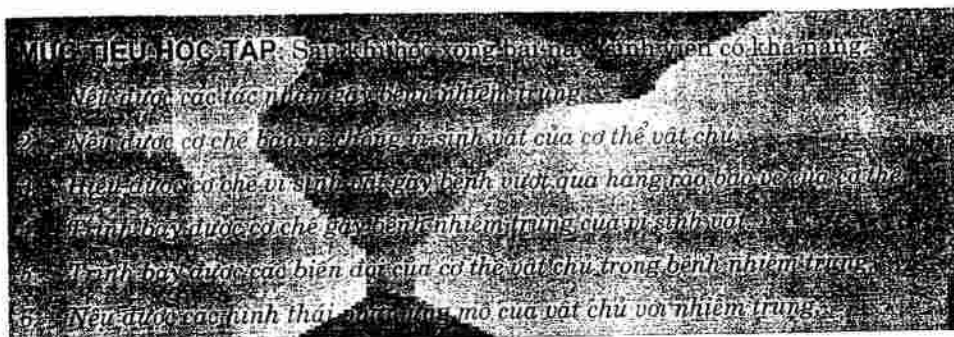 MỤC TIÊU HỌC TẬP: Sau khi học xong bài này, sinh viên có khả năng:
Nêu được các tác nhân gây bệnh nhiễm trùng
2. Nêu được cơ chế bảo vệ chống vi sinh vật của cơ thể vật chủ
Hiểu được cơ chế vi sinh vật gây bệnh vượt qua hàng rào bảo vệ của cơ thể
Trình bày được cơ chế gây bệnh nhiễm trùng của vi sinh vật
5. Trình bày được các biến đổi của cơ thể vật chủ trong bệnh nhiễm trùng
6. Nêu được các hình thái mô của vật chủ với nhiễm trùng.